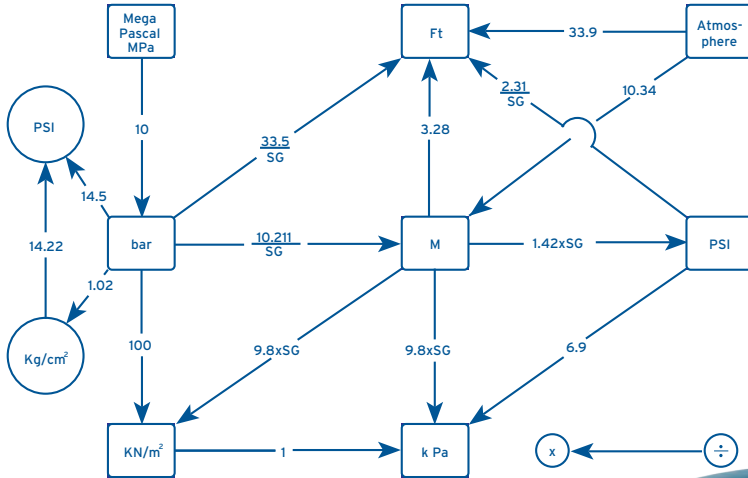 Mega
Pascal
MPa
Ft
33.9
Atmos-
phere
PSI
10
33.5
SG
3.28
2.31
SG
10.34
14.5
14.22
bar
10.211
SG
M
1.42xSG
PSI
1.02
Kg/cm²
100
9.8xSG
9.8xSG
6.9
KN/m²
1
k Pa
x
÷